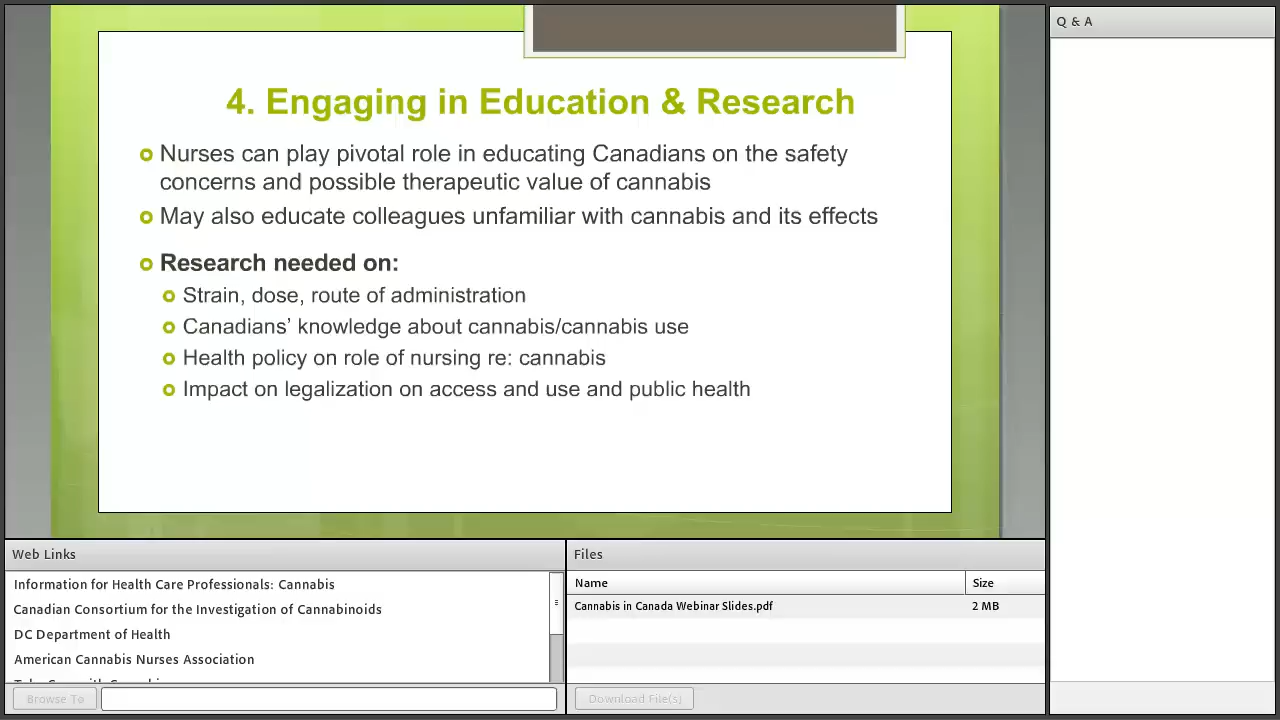 4. Engaging in Education & Research
Nurses can play pivotal role in educating Canadians on the safety
concerns and possible therapeutic value of cannabis
May also educate colleagues unfamiliar with cannabis and its effects
Research needed on:
Strain, dose, route of administration
Canadians’ knowledge about cannabis/cannabis use
Health policy on role of nursing re: cannabis
Impact on legalization on access and use and public health
Q & A
Web Links
Information for Health Care Professionals: Cannabis
Canadian Consortium for the Investigation of Cannabinoids
DC Department of Health
American Cannabis Nurses Association
Browse To
Files
Name Size
Cannabis in Canada Webinar Slides.pdf 2 MB
Download File(s)